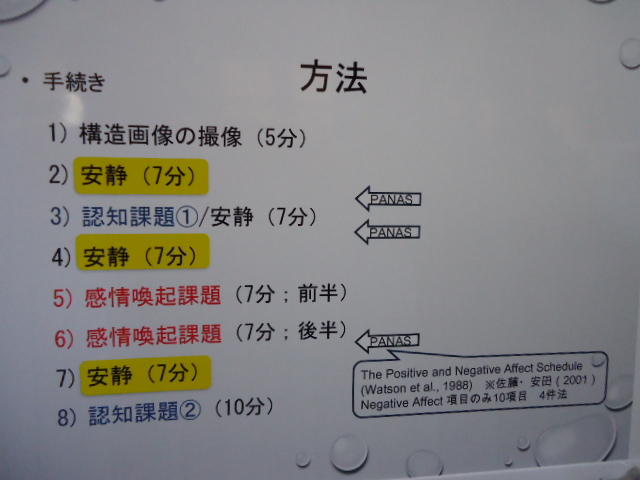 方法
• 手続き
1) 構造画像の撮像 (5分)
2) 安静 (7分)
PANAS
3) 認知課題①/安静 (7分)
PANAS
4) 安静 (7分)
5) 感情喚起課題 (7分；前半)
6) 感情喚起課題 (7分；後半)
PANAS
7) 安静 (7分)
8) 認知課題② (10分)
The Positive and Negative Affect Schedule
(Watson et al., 1988) ※佐藤・安田 (2001)
Negative Affect 項目のみ10項目 4件法